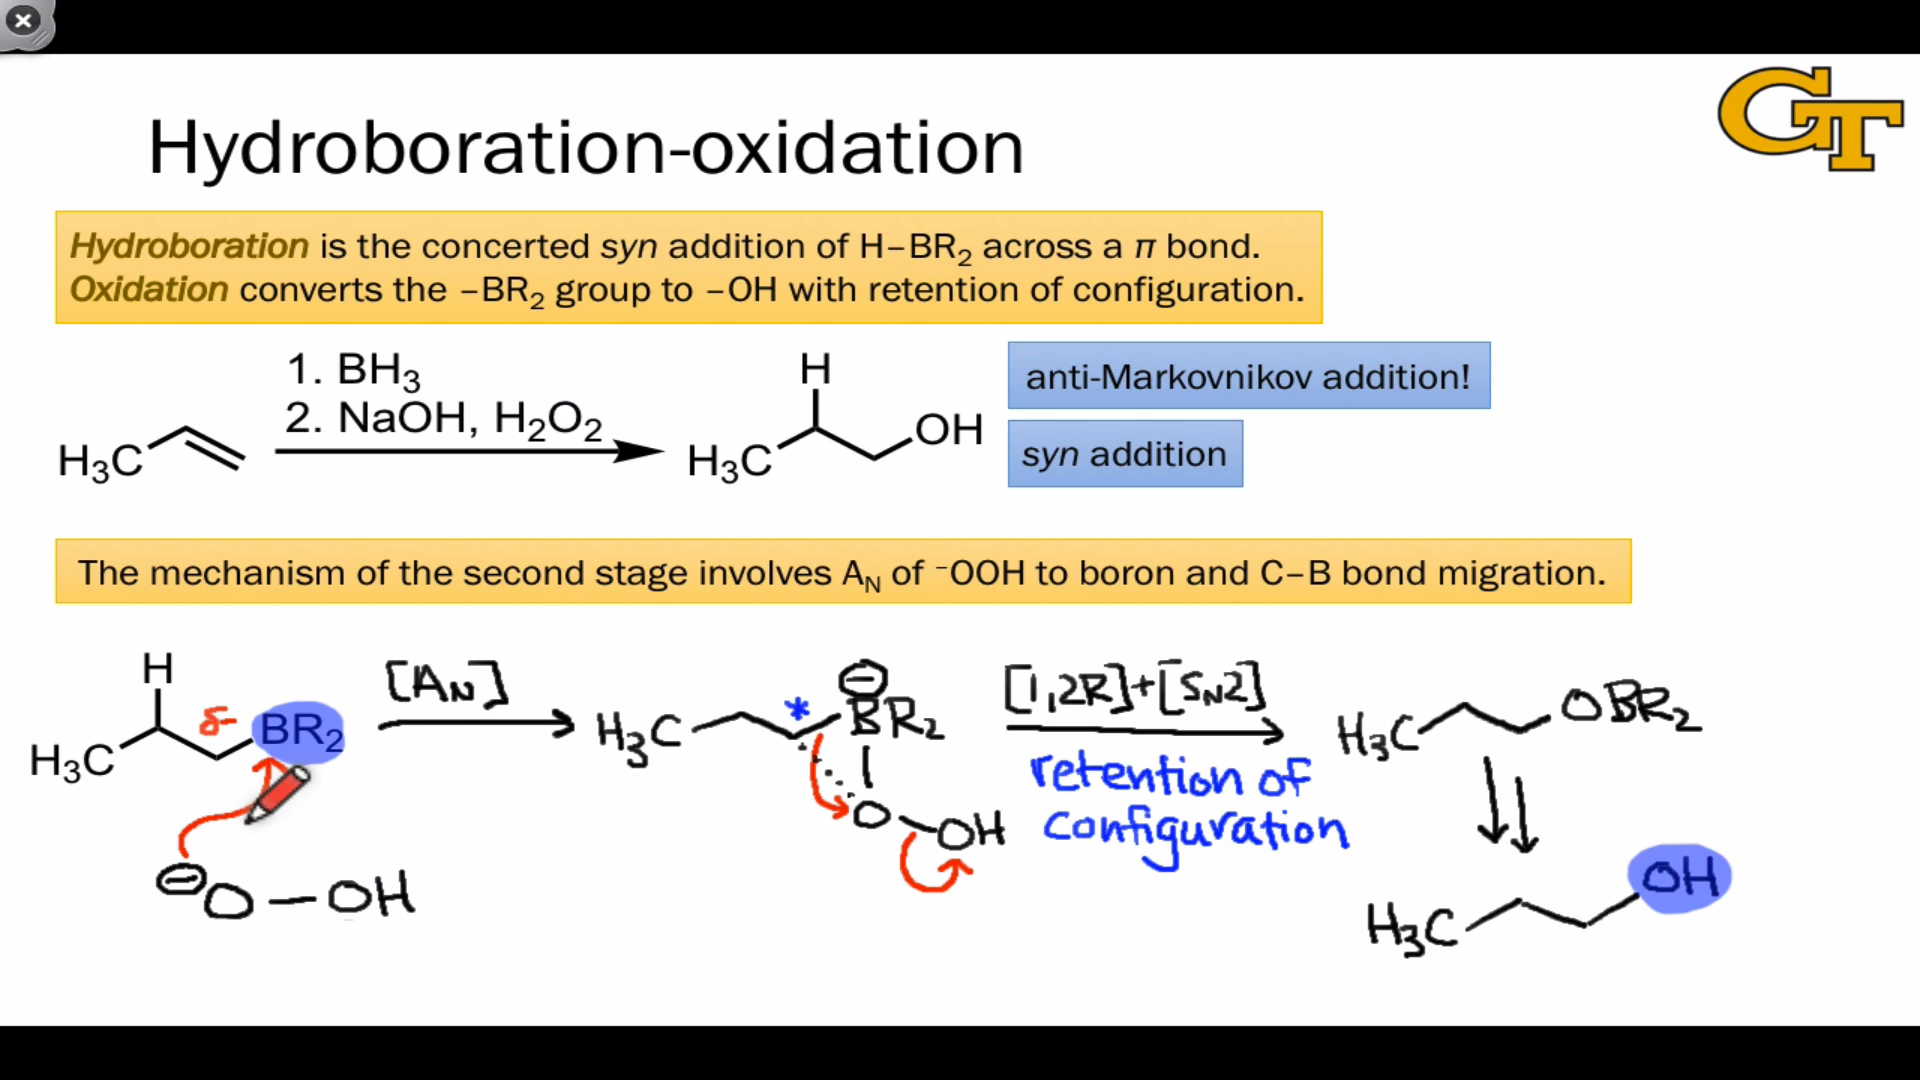 GT
Hydroboration-oxidation
Hydroboration is the concerted syn addition of H–BR₂ across a π bond.
Oxidation converts the –BR₂ group to –OH with retention of configuration.
1. BH₃
2. NaOH, H₂O₂
H₃C
H
H₃C
OH
anti-Markovnikov addition!
syn addition
The mechanism of the second stage involves A_N of ⁻OOH to boron and C–B bond migration.
H
H₃C
δ-
BR₂
⊖O–OH
[A_N]
H₃C
*
⊖
BR₂
O–OH
[1,2R]+[S_N2]
retention of
configuration
H₃C
OBR₂
H₃C
OH